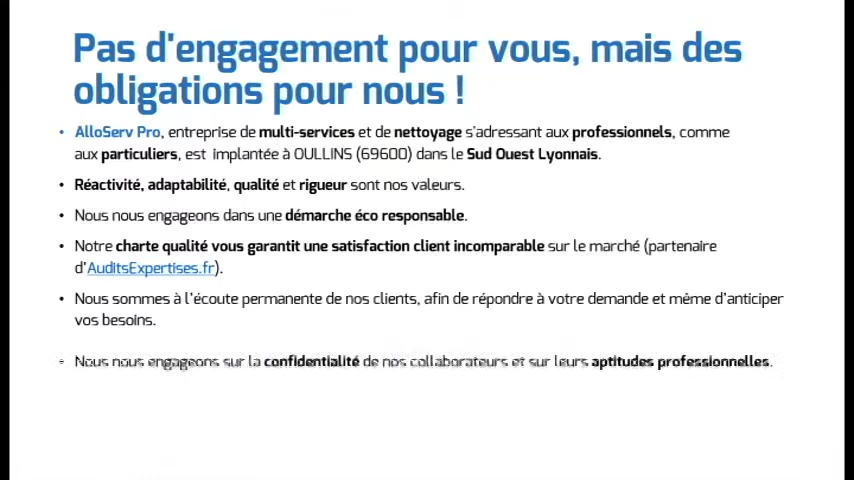 Pas d'engagement pour vous, mais des
obligations pour nous !
• AlloServ Pro, entreprise de multi-services et de nettoyage s'adressant aux professionnels, comme
aux particuliers, est implantée à OULLINS (69600) dans le Sud Ouest Lyonnais.
• Réactivité, adaptabilité, qualité et rigueur sont nos valeurs.
• Nous nous engageons dans une démarche éco responsable.
• Notre charte qualité vous garantit une satisfaction client incomparable sur le marché (partenaire
d'AuditsExpertises.fr).
• Nous sommes à l'écoute permanente de nos clients, afin de répondre à votre demande et même d'anticiper
vos besoins.
• Nous nous engageons sur la confidentialité de nos collaborateurs et sur leurs aptitudes professionnelles.